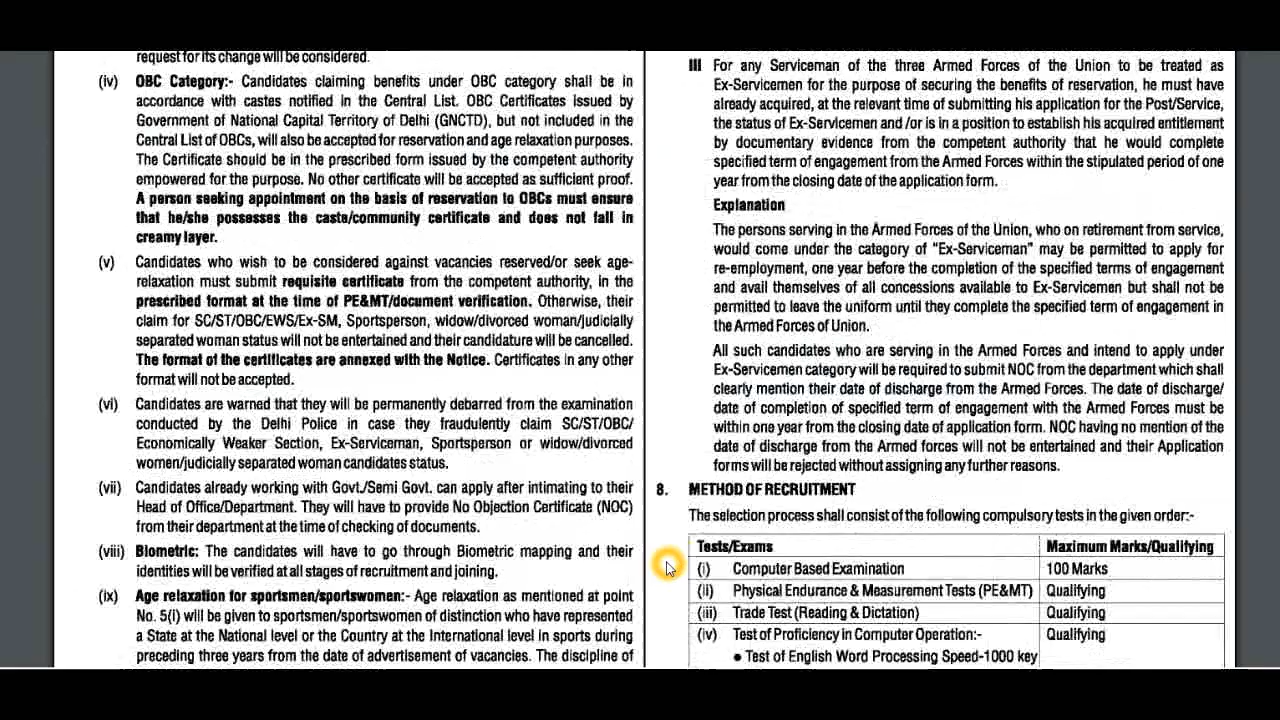 request for its change will be considered.
(iv) OBC Category:- Candidates claiming benefits under OBC category shall be in
accordance with castes notified in the Central List. OBC Certificates issued by
Government of National Capital Territory of Delhi (GNCTD), but not included in the
Central List of OBCs, will also be accepted for reservation and age relaxation purposes.
The Certificate should be in the prescribed form issued by the competent authority
empowered for the purpose. No other certificate will be accepted as sufficient proof.
A person seeking appointment on the basis of reservation to OBCs must ensure
that he/she possesses the caste/community certificate and does not fall in
creamy layer.
(v) Candidates who wish to be considered against vacancies reserved/or seek age-
relaxation must submit requisite certificate from the competent authority, in the
prescribed format at the time of PE&MT/document verification. Otherwise, their
claim for SC/ST/OBC/EWS/Ex-SM, Sportsperson, widow/divorced woman/judicially
separated woman status will not be entertained and their candidature will be cancelled.
The format of the certificates are annexed with the Notice. Certificates in any other
format will not be accepted.
(vi) Candidates are warned that they will be permanently debarred from the examination
conducted by the Delhi Police in case they fraudulently claim SC/ST/OBC/
Economically Weaker Section, Ex-Serviceman, Sportsperson or widow/divorced
women/judicially separated woman candidates status.
(vii) Candidates already working with Govt./Semi Govt. can apply after intimating to their
Head of Office/Department. They will have to provide No Objection Certificate (NOC)
from their department at the time of checking of documents.
(viii) Biometric: The candidates will have to go through Biometric mapping and their
identities will be verified at all stages of recruitment and joining.
(ix) Age relaxation for sportsmen/sportswomen:- Age relaxation as mentioned at point
No. 5(i) will be given to sportsmen/sportswomen of distinction who have represented
a State at the National level or the Country at the International level in sports during
preceding three years from the date of advertisement of vacancies. The discipline of
III For any Serviceman of the three Armed Forces of the Union to be treated as
Ex-Servicemen for the purpose of securing the benefits of reservation, he must have
already acquired, at the relevant time of submitting his application for the Post/Service,
the status of Ex-Servicemen and /or is in a position to establish his acquired entitlement
by documentary evidence from the competent authority that he would complete
specified term of engagement from the Armed Forces within the stipulated period of one
year from the closing date of the application form.
Explanation
The persons serving in the Armed Forces of the Union, who on retirement from service,
would come under the category of "Ex-Serviceman" may be permitted to apply for
re-employment, one year before the completion of the specified terms of engagement
and avail themselves of all concessions available to Ex-Servicemen but shall not be
permitted to leave the uniform until they complete the specified term of engagement in
the Armed Forces of Union.
All such candidates who are serving in the Armed Forces and intend to apply under
Ex-Servicemen category will be required to submit NOC from the department which shall
clearly mention their date of discharge from the Armed Forces. The date of discharge/
date of completion of specified term of engagement with the Armed Forces must be
within one year from the closing date of application form. NOC having no mention of the
date of discharge from the Armed forces will not be entertained and their Application
forms will be rejected without assigning any further reasons.
8. METHOD OF RECRUITMENT
The selection process shall consist of the following compulsory tests in the given order:-
Tests/Exams Maximum Marks/Qualifying
(i) Computer Based Examination 100 Marks
(ii) Physical Endurance & Measurement Tests (PE&MT) Qualifying
(iii) Trade Test (Reading & Dictation) Qualifying
(iv) Test of Proficiency in Computer Operation:- Qualifying
● Test of English Word Processing Speed-1000 key